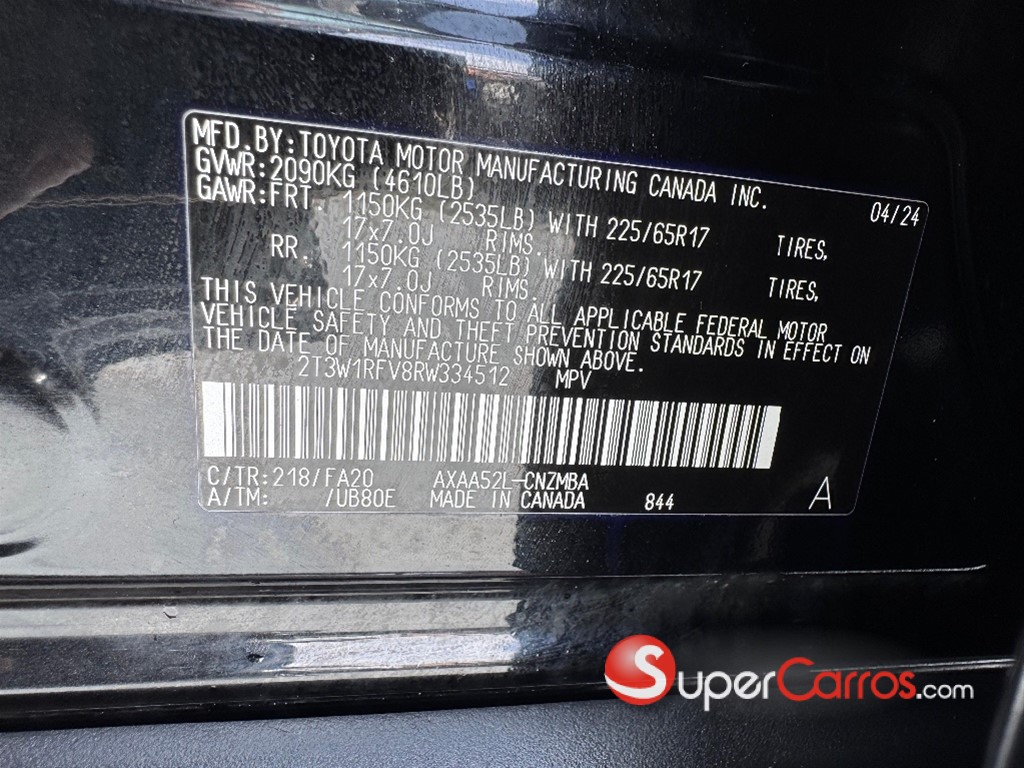 MFD.BY:TOYOTA MOTOR MANUFACTURING CANADA INC.
GVWR:2090KG (4610LB) 04/24
GAWR:FRT. 1150KG (2535LB) WITH 225/65R17 TIRES,
17x7.0J RIMS.
RR. 1150KG (2535LB) WITH 225/65R17 TIRES,
17x7.0J RIMS.
THIS VEHICLE CONFORMS TO ALL APPLICABLE FEDERAL MOTOR
VEHICLE SAFETY AND THEFT PREVENTION STANDARDS IN EFFECT ON
THE DATE OF MANUFACTURE SHOWN ABOVE.
2T3W1RFV8RW334512 MPV
C/TR:218/FA20 AXAA52L-CNZMBA
A/TM: /UB80E MADE IN CANADA 844 A
S SuperCarros.com